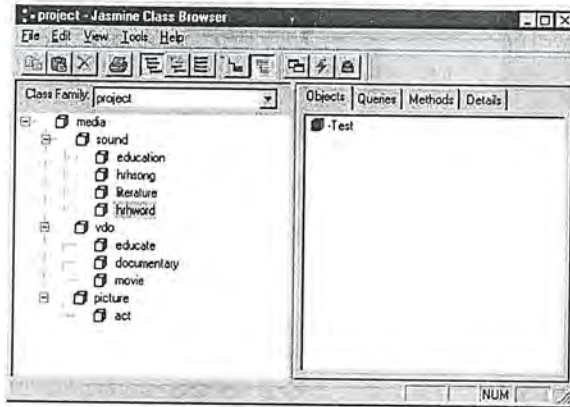 project - Jasmine Class Browser
File Edit View Tools Help
Class Family: project
media
sound
education
hrhsong
literature
hrhword
vdo
educate
documentary
movie
picture
act
Objects Queries Methods Details
-Test
NUM